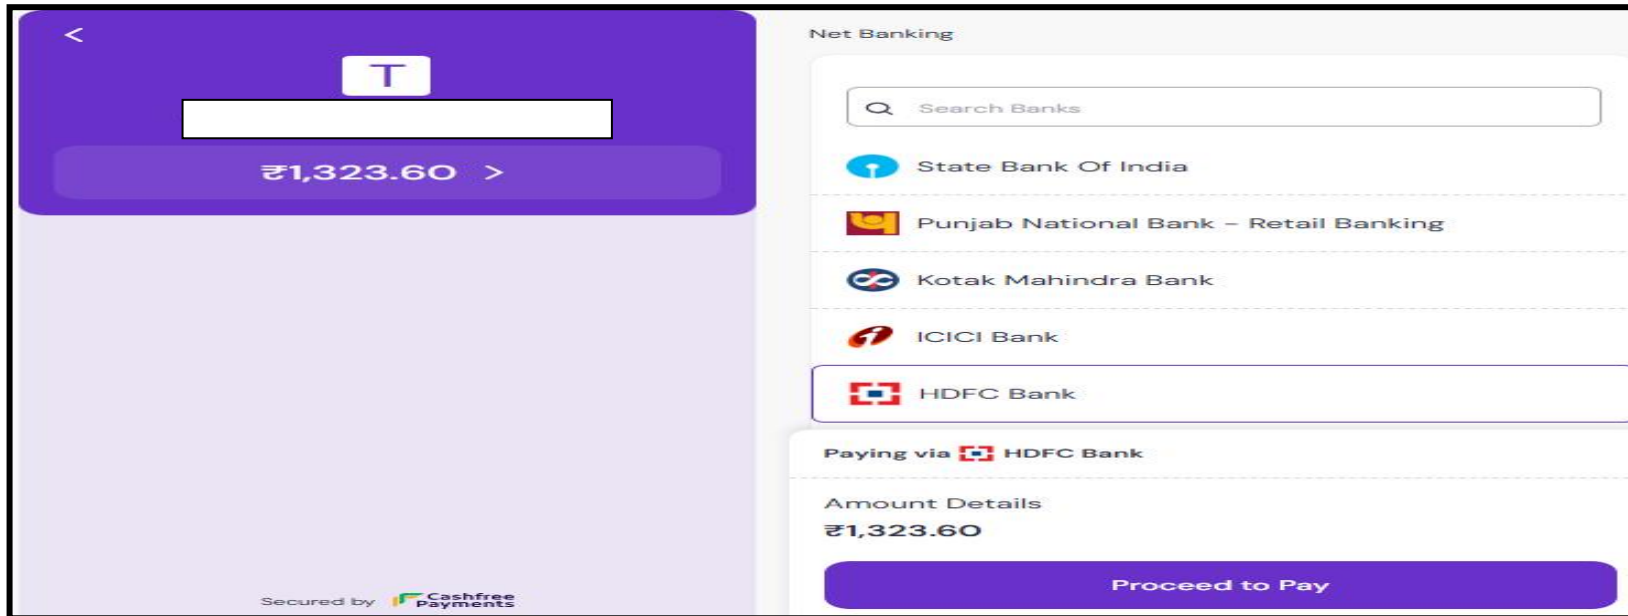 <
T
₹1,323.60 >
Secured by Cashfree Payments
Net Banking
Search Banks
State Bank Of India
Punjab National Bank - Retail Banking
Kotak Mahindra Bank
ICICI Bank
HDFC Bank
Paying via HDFC Bank
Amount Details
₹1,323.60
Proceed to Pay